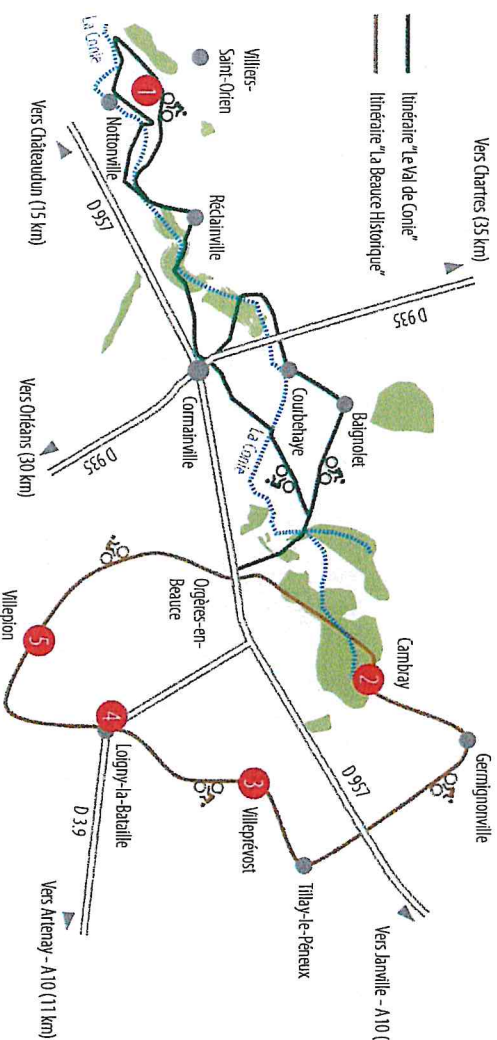 Itinéraire "Le Val de Conie"
Itinéraire "La Beauce Historique"
Vers Chartres (35 km)
D 935
Villiers-
Saint-Orien
La Conie
1
Nottonville
Réclainville
Vers Châteaudun (15 km)
D 957
Baignolet
Courbehaye
La Conie
Cormainville
D 935
Vers Orléans (30 km)
Orgères-en-
Beauce
Cambray
2
Germignonville
D 957
Vers Janville - A10 (
Tillay-le-Péneux
3
Villeprévost
4
Loigny-la-Bataille
5
Villepion
D 3.9
Vers Artenay - A10 (11 km)